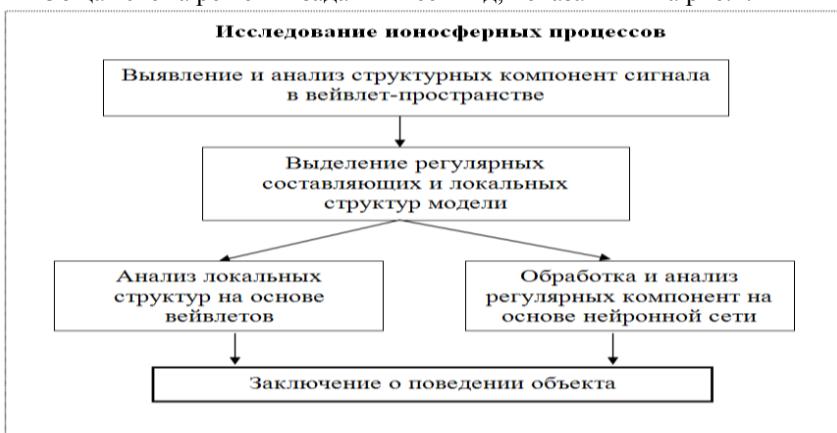 Исследование ионосферных процессов
Выявление и анализ структурных компонент сигнала
в вейвлет-пространстве
Выделение регулярных
составляющих и локальных
структур модели
Анализ локальных
структур на основе
вейвлетов
Обработка и анализ
регулярных компонент на
основе нейронной сети
Заключение о поведении объекта